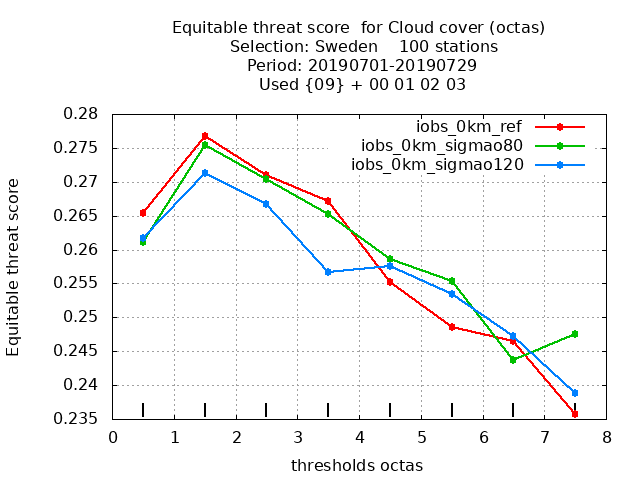 Equitable threat score  for Cloud cover (octas)
Selection: Sweden    100 stations
Period: 20190701-20190729
Used {09} + 00 01 02 03
iobs_0km_ref
iobs_0km_sigmao80
iobs_0km_sigmao120
Equitable threat score
0.28
0.275
0.27
0.265
0.26
0.255
0.25
0.245
0.24
0.235
0 1 2 3 4 5 6 7 8
thresholds octas